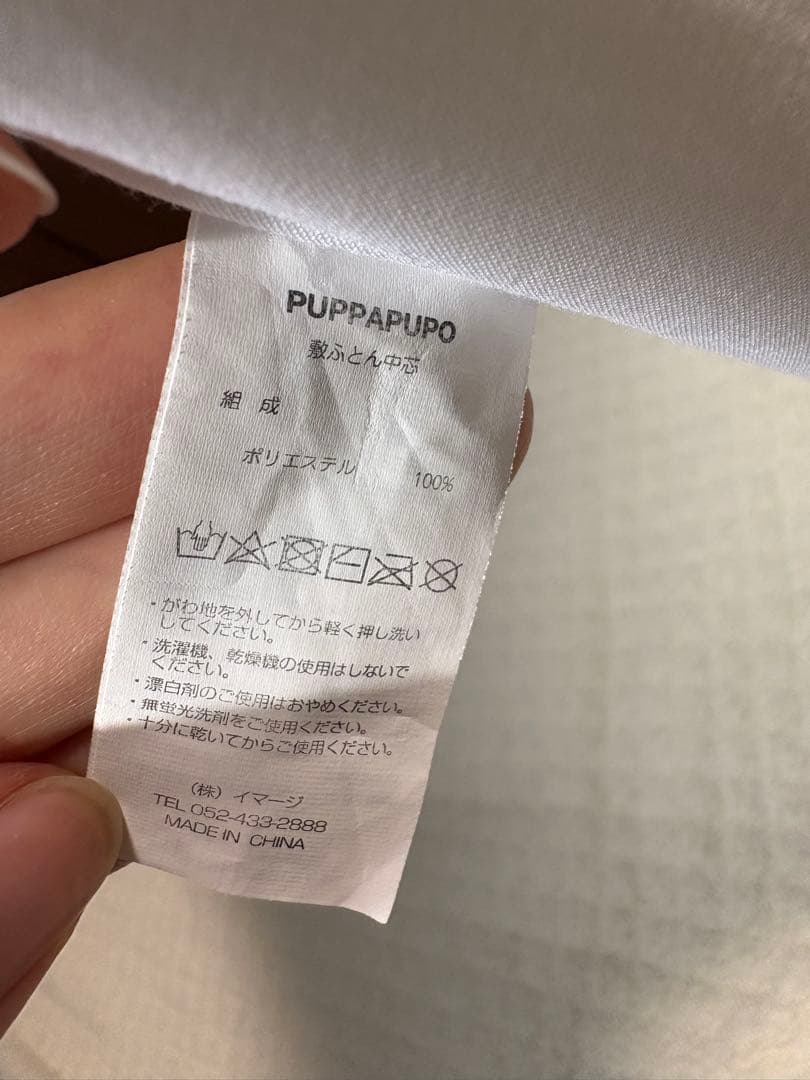 PUPPAPUPO
敷ふとん中芯
組 成
ポリエステル 100%
・がわ地を外してから軽く押し洗い
してください。
・洗濯機、乾燥機の使用はしないで
ください。
・漂白剤のご使用はおやめください。
・無蛍光洗剤をご使用ください。
・十分に乾いてからご使用ください。
(株) イマージ
TEL 052-433-2888
MADE IN CHINA